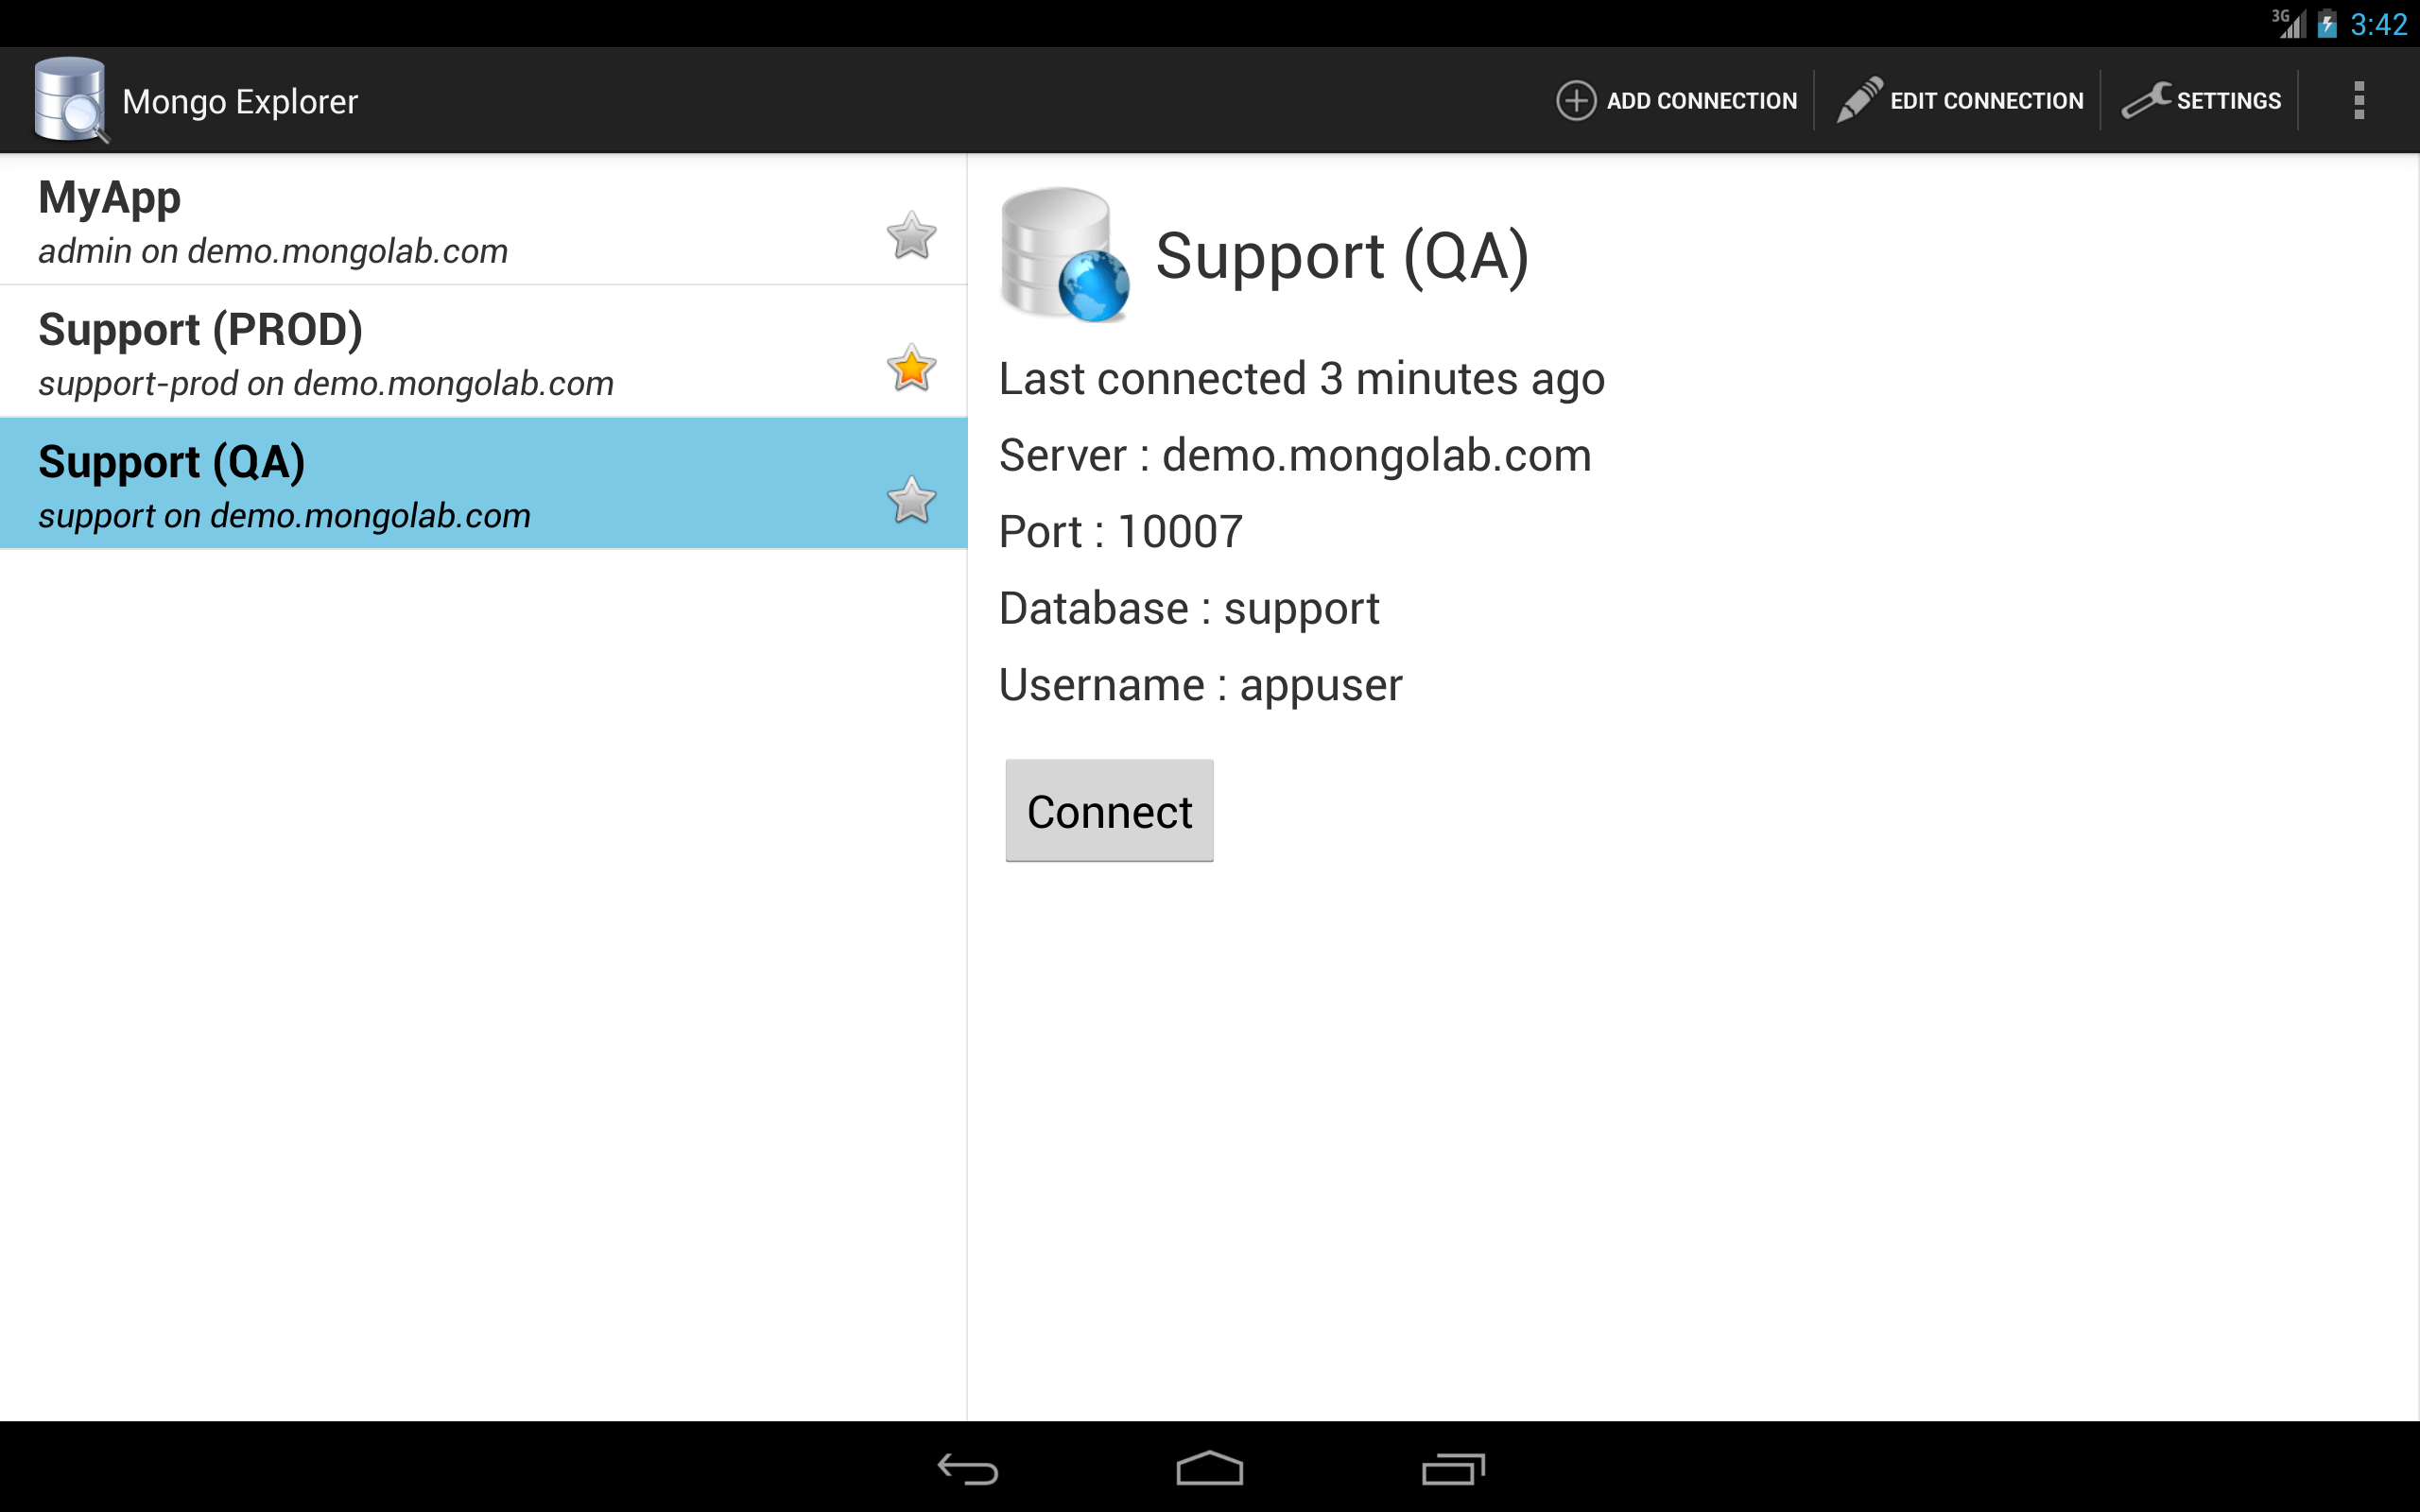 3G 3:42
Mongo Explorer
ADD CONNECTION
EDIT CONNECTION
SETTINGS
MyApp
admin on demo.mongolab.com
Support (PROD)
support-prod on demo.mongolab.com
Support (QA)
support on demo.mongolab.com
Support (QA)
Last connected 3 minutes ago
Server : demo.mongolab.com
Port : 10007
Database : support
Username : appuser
Connect